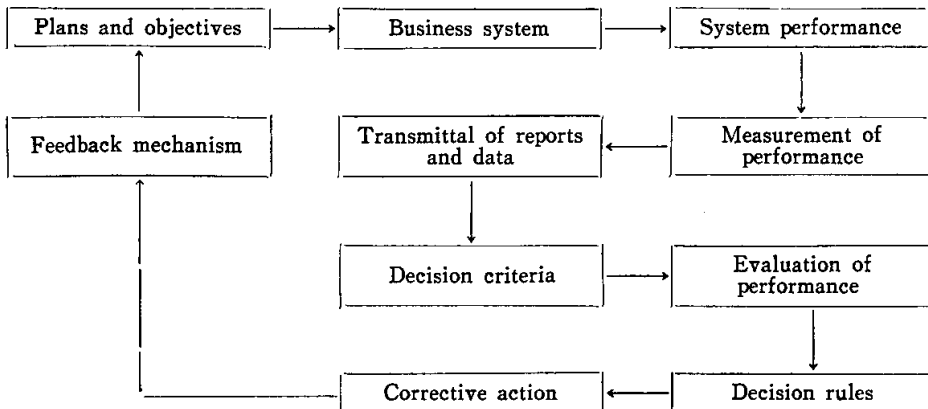 Plans and objectives
Business system
System performance
Feedback mechanism
Transmittal of reports
and data
Measurement of
performance
Decision criteria
Evaluation of
performance
Corrective action
Decision rules